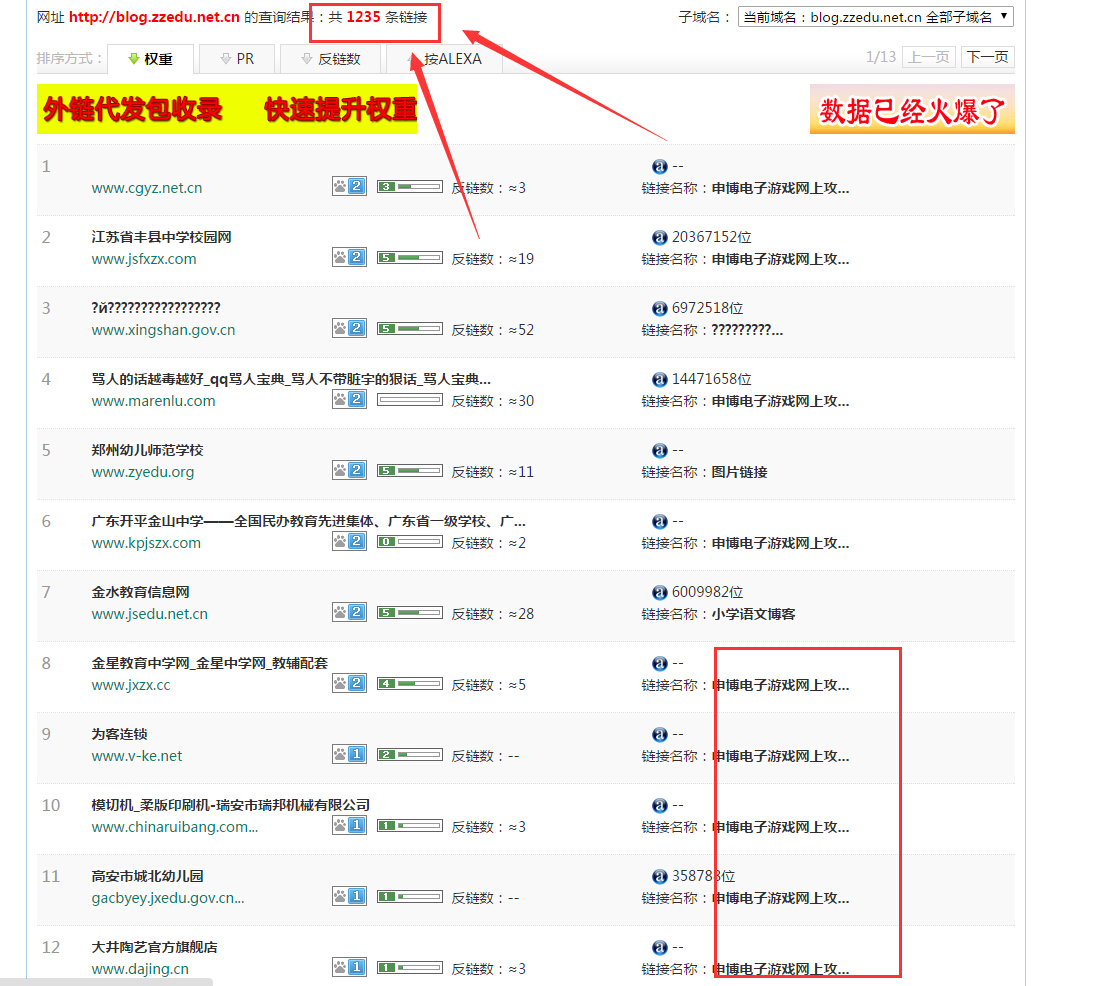 网址 http://blog.zzedu.net.cn 的查询结果：共 1235 条链接
子域名： 当前域名：blog.zzedu.net.cn 全部子域名
排序方式： 权重 PR 反链数 按ALEXA
1/13 上一页 下一页
外链代发包收录 快速提升权重
数据已经火爆了
1
--
www.cgyz.net.cn 2 3 反链数：≈3 链接名称：申博电子游戏网上攻...
2 江苏省丰县中学校园网 20367152位
www.jsfxzx.com 2 5 反链数：≈19 链接名称：申博电子游戏网上攻...
3 ?й????????????????? 6972518位
www.xingshan.gov.cn 2 5 反链数：≈52 链接名称：?????????...
4 骂人的话越毒越好_qq骂人宝典_骂人不带脏字的狠话_骂人宝典... 14471658位
www.marenlu.com 2 反链数：≈30 链接名称：申博电子游戏网上攻...
5 郑州幼儿师范学校 --
www.zyedu.org 2 5 反链数：≈11 链接名称：图片链接
6 广东开平金山中学——全国民办教育先进集体、广东省一级学校、广... --
www.kpjszx.com 2 0 反链数：≈2 链接名称：申博电子游戏网上攻...
7 金水教育信息网 6009982位
www.jsedu.net.cn 2 5 反链数：≈28 链接名称：小学语文博客
8 金星教育中学网_金星中学网_教辅配套 --
www.jxzx.cc 2 4 反链数：≈5 链接名称：申博电子游戏网上攻...
9 为客连锁 --
www.v-ke.net 1 2 反链数：-- 链接名称：申博电子游戏网上攻...
10 模切机_柔版印刷机-瑞安市瑞邦机械有限公司 --
www.chinaruibang.com... 1 1 反链数：≈3 链接名称：申博电子游戏网上攻...
11 高安市城北幼儿园 358788位
gacbyey.jxedu.gov.cn... 1 1 反链数：-- 链接名称：申博电子游戏网上攻...
12 大井陶艺官方旗舰店 --
www.dajing.cn 1 1 反链数：≈3 链接名称：申博电子游戏网上攻...